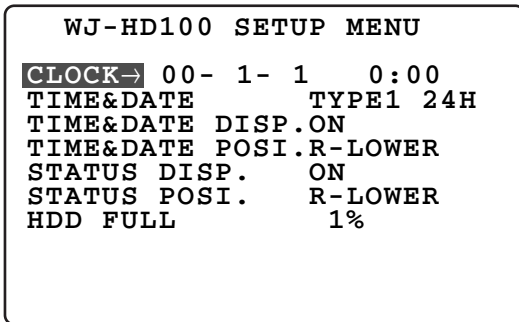 WJ-HD100 SETUP MENU
CLOCK→ 00- 1- 1 0:00
TIME&DATE TYPE1 24H
TIME&DATE DISP.ON
TIME&DATE POSI.R-LOWER
STATUS DISP. ON
STATUS POSI. R-LOWER
HDD FULL 1%